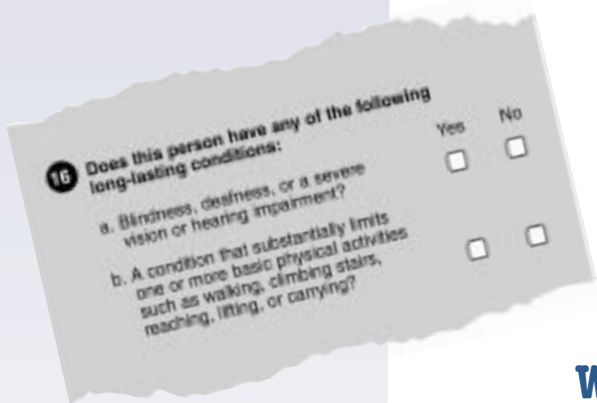 16 Does this person have any of the following
long-lasting conditions:
Yes No
a. Blindness, deafness, or a severe
vision or hearing impairment?
b. A condition that substantially limits
one or more basic physical activities
such as walking, climbing stairs,
reaching, lifting, or carrying?
W